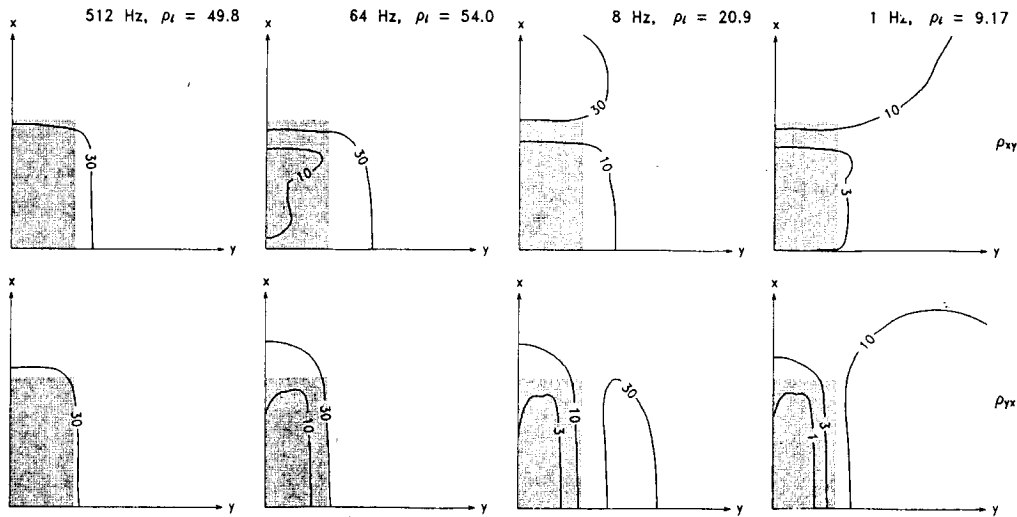 512 Hz, ρℓ = 49.8
64 Hz, ρℓ = 54.0
8 Hz, ρℓ = 20.9
1 Hz, ρℓ = 9.17
x
x
x
x
30
30
10
30
10
10
3
ρxy
y
y
y
y
x
x
x
x
30
30
10
30
10
3
10
3
1
ρyx
y
y
y
y